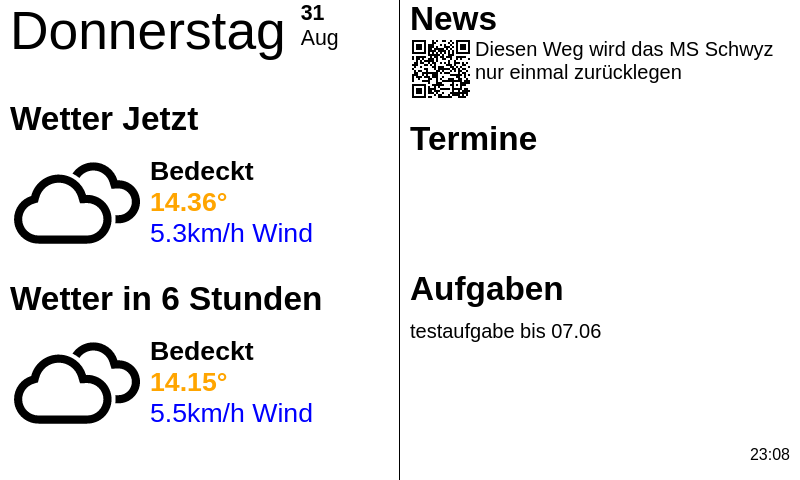 Donnerstag
31
Aug
Wetter Jetzt
Bedeckt
14.36°
5.3km/h Wind
Wetter in 6 Stunden
Bedeckt
14.15°
5.5km/h Wind
News
Diesen Weg wird das MS Schwyz
nur einmal zurücklegen
Termine
Aufgaben
testaufgabe bis 07.06
23:08